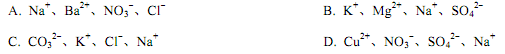 A. Na⁺、Ba²⁺、NO₃⁻、Cl⁻ B. K⁺、Mg²⁺、Na⁺、SO₄²⁻
C. CO₃²⁻、K⁺、Cl⁻、Na⁺ D. Cu²⁺、NO₃⁻、SO₄²⁻、Na⁺